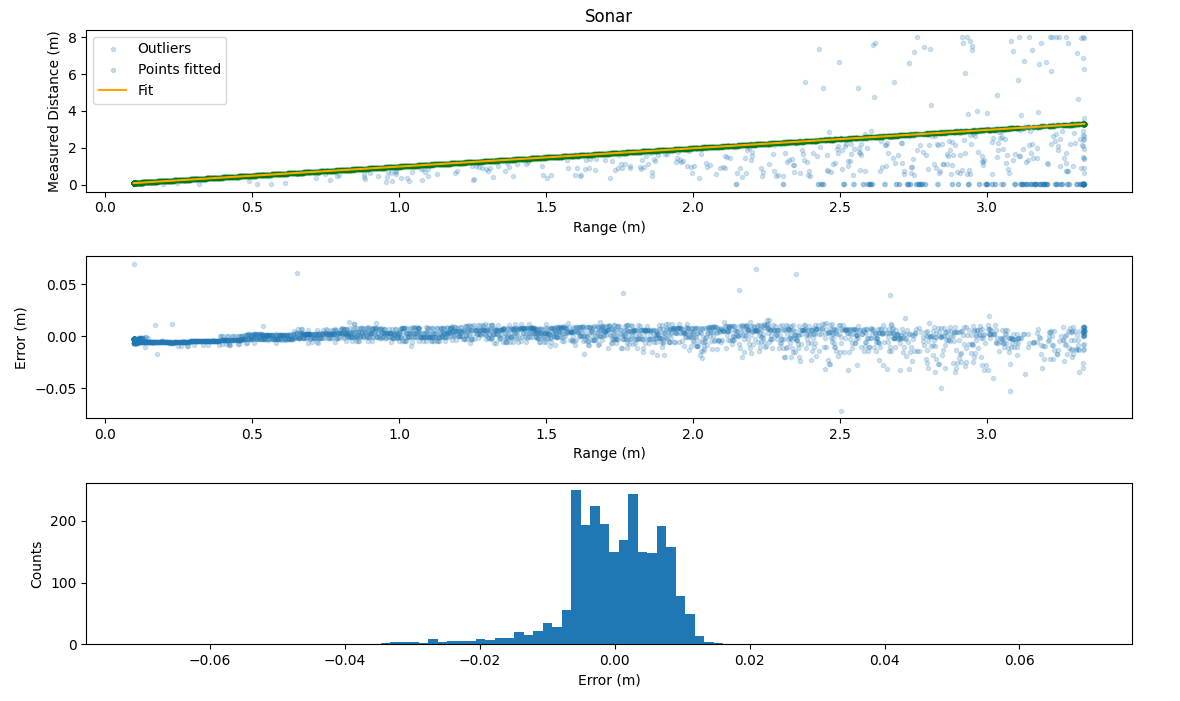 Sonar
Measured Distance (m)
8
6
4
2
0
Outliers
Points fitted
Fit
0.0 0.5 1.0 1.5 2.0 2.5 3.0
Range (m)
Error (m)
0.05
0.00
−0.05
0.0 0.5 1.0 1.5 2.0 2.5 3.0
Range (m)
Counts
200
100
0
−0.06 −0.04 −0.02 0.00 0.02 0.04 0.06
Error (m)